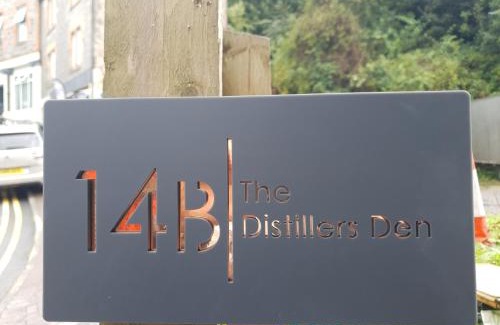 14B
The
Distillers Den